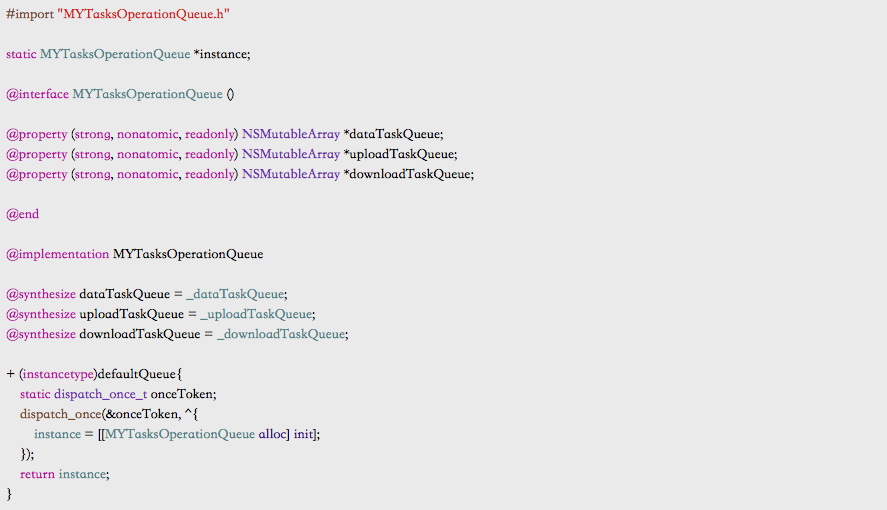 #import "MYTasksOperationQueue.h"
static MYTasksOperationQueue *instance;
@interface MYTasksOperationQueue ()
@property (strong, nonatomic, readonly) NSMutableArray *dataTaskQueue;
@property (strong, nonatomic, readonly) NSMutableArray *uploadTaskQueue;
@property (strong, nonatomic, readonly) NSMutableArray *downloadTaskQueue;
@end
@implementation MYTasksOperationQueue
@synthesize dataTaskQueue = _dataTaskQueue;
@synthesize uploadTaskQueue = _uploadTaskQueue;
@synthesize downloadTaskQueue = _downloadTaskQueue;
+ (instancetype)defaultQueue{
static dispatch_once_t onceToken;
dispatch_once(&onceToken, ^{
instance = [[MYTasksOperationQueue alloc] init];
});
return instance;
}